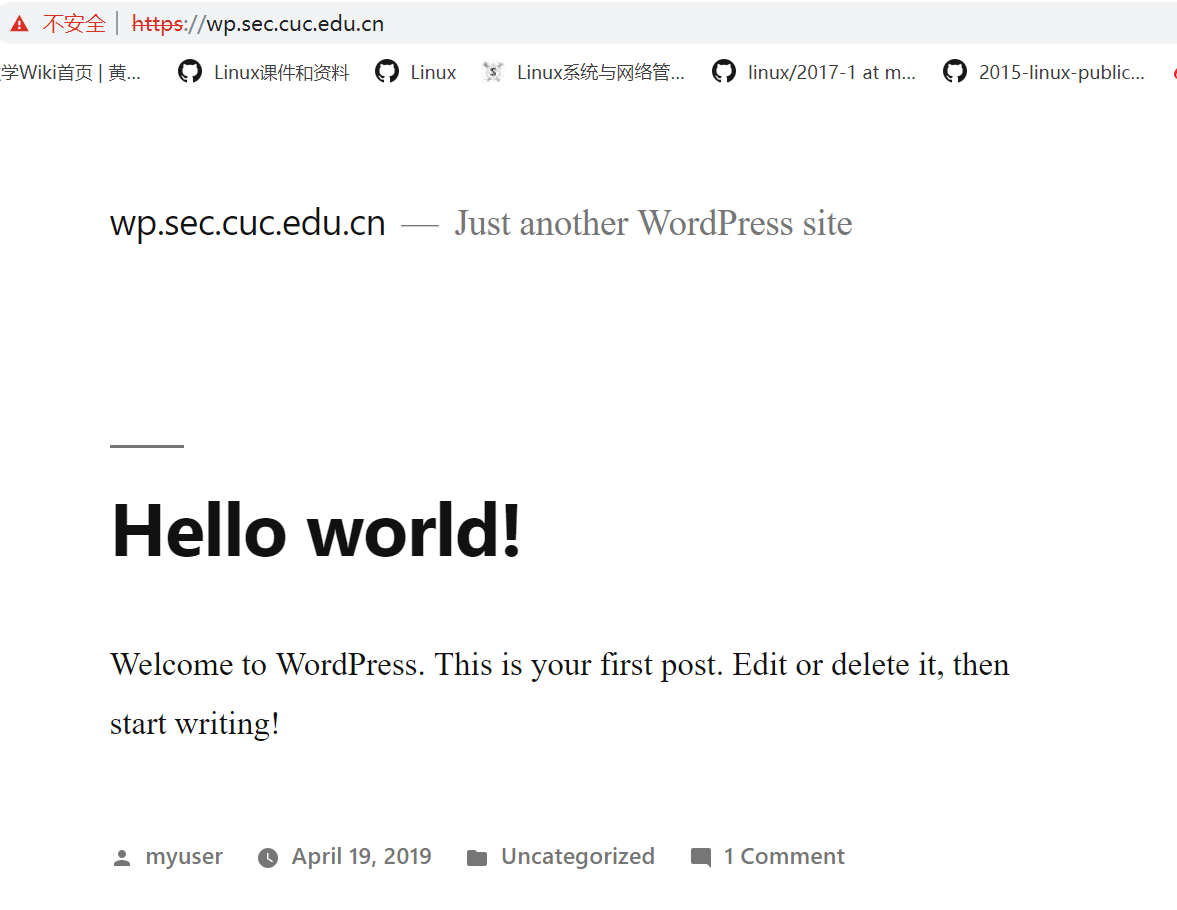 不安全 | https://wp.sec.cuc.edu.cn
学Wiki首页 | 黄... Linux课件和资料 Linux Linux系统与网络管... linux/2017-1 at m... 2015-linux-public...
wp.sec.cuc.edu.cn — Just another WordPress site
Hello world!
Welcome to WordPress. This is your first post. Edit or delete it, then
start writing!
myuser April 19, 2019 Uncategorized 1 Comment